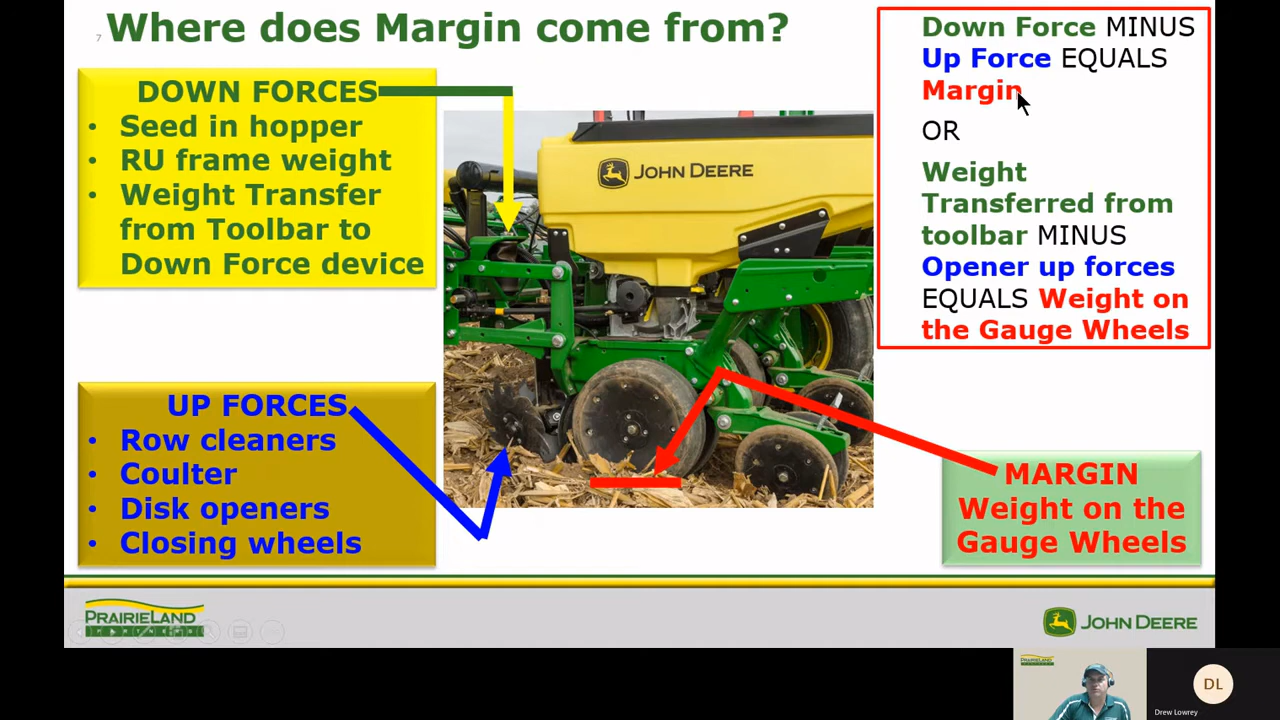 7
Where does Margin come from?
DOWN FORCES
• Seed in hopper
• RU frame weight
• Weight Transfer
from Toolbar to
Down Force device
UP FORCES
• Row cleaners
• Coulter
• Disk openers
• Closing wheels
JOHN DEERE
Down Force MINUS
Up Force EQUALS
Margin
OR
Weight
Transferred from
toolbar MINUS
Opener up forces
EQUALS Weight on
the Gauge Wheels
MARGIN
Weight on the
Gauge Wheels
PRAIRIELAND
JOHN DEERE
PRAIRIELAND
DL
Drew Lowrey